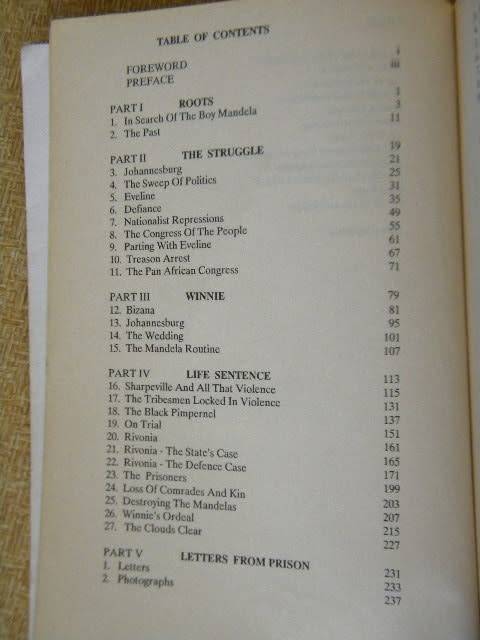 TABLE OF CONTENTS
FOREWORD i
PREFACE iii
PART I ROOTS 1
1. In Search Of The Boy Mandela 3
2. The Past 11
PART II THE STRUGGLE 19
3. Johannesburg 21
4. The Sweep Of Politics 25
5. Eveline 31
6. Defiance 35
7. Nationalist Repressions 49
8. The Congress Of The People 55
9. Parting With Eveline 61
10. Treason Arrest 67
11. The Pan African Congress 71
PART III WINNIE 79
12. Bizana 81
13. Johannesburg 95
14. The Wedding 101
15. The Mandela Routine 107
PART IV LIFE SENTENCE 113
16. Sharpeville And All That Violence 115
17. The Tribesmen Locked In Violence 131
18. The Black Pimpernel 137
19. On Trial 151
20. Rivonia 161
21. Rivonia - The State's Case 165
22. Rivonia - The Defence Case 171
23. The Prisoners 199
24. Loss Of Comrades And Kin 203
25. Destroying The Mandelas 207
26. Winnie's Ordeal 215
27. The Clouds Clear 227
PART V LETTERS FROM PRISON 231
1. Letters 233
2. Photographs 237